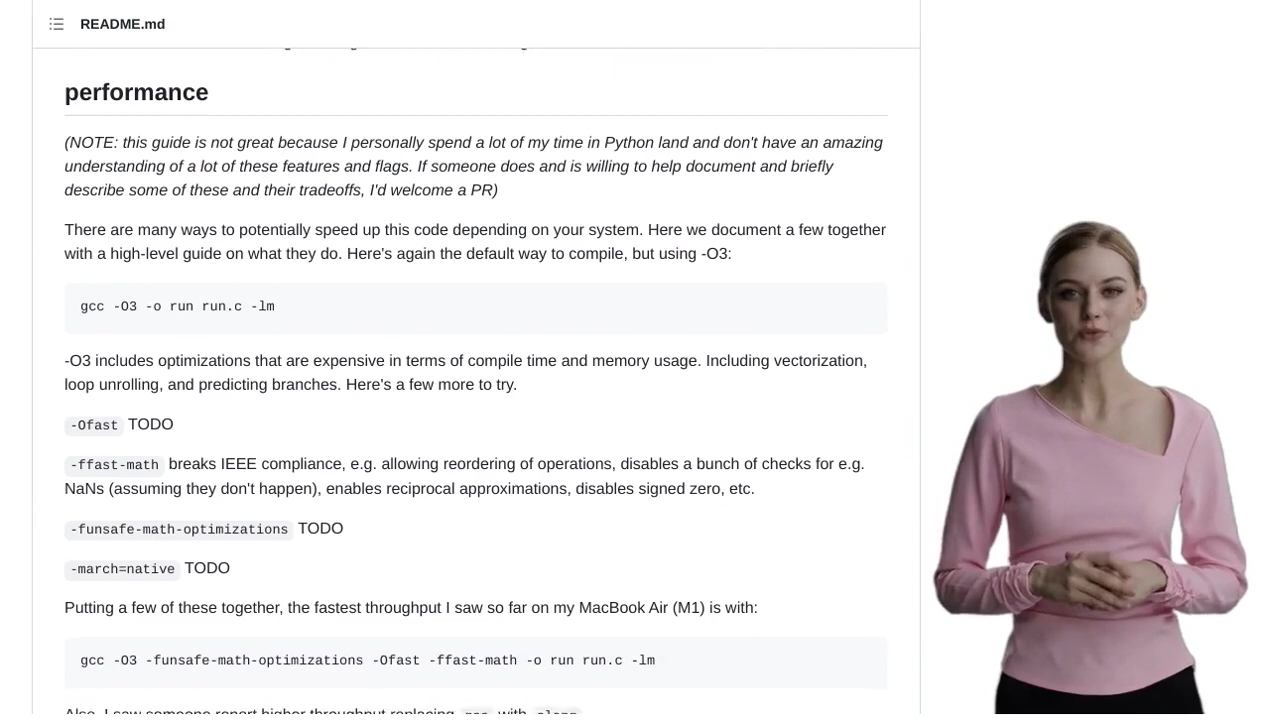 README.md
performance
(NOTE: this guide is not great because I personally spend a lot of my time in Python land and don't have an amazing
understanding of a lot of these features and flags. If someone does and is willing to help document and briefly
describe some of these and their tradeoffs, I'd welcome a PR)
There are many ways to potentially speed up this code depending on your system. Here we document a few together
with a high-level guide on what they do. Here's again the default way to compile, but using -O3:
gcc -O3 -o run run.c -lm
-O3 includes optimizations that are expensive in terms of compile time and memory usage. Including vectorization,
loop unrolling, and predicting branches. Here's a few more to try.
-Ofast TODO
-ffast-math breaks IEEE compliance, e.g. allowing reordering of operations, disables a bunch of checks for e.g.
NaNs (assuming they don't happen), enables reciprocal approximations, disables signed zero, etc.
-funsafe-math-optimizations TODO
-march=native TODO
Putting a few of these together, the fastest throughput I saw so far on my MacBook Air (M1) is with:
gcc -O3 -funsafe-math-optimizations -Ofast -ffast-math -o run run.c -lm
Also, I saw someone report higher throughput replacing gcc with clang